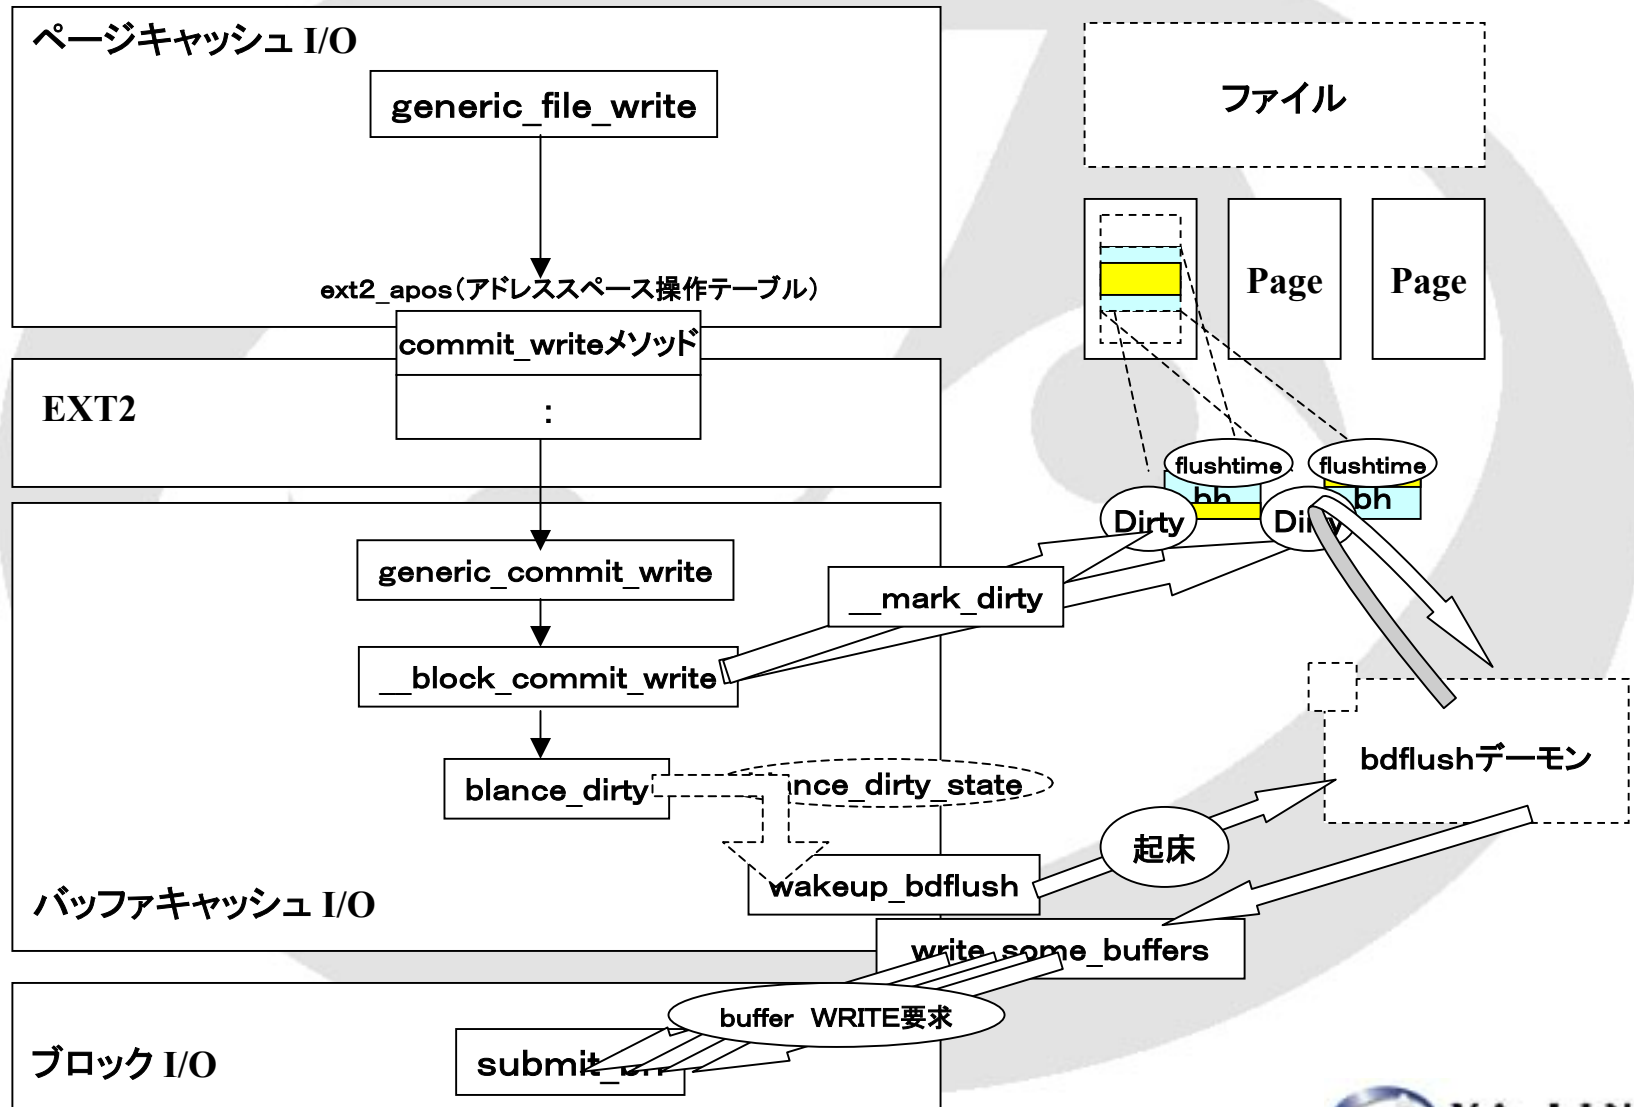 ページキャッシュ I/O
generic_file_write
ext2_apos(アドレススペース操作テーブル)
commit_writeメソッド
:
EXT2
generic_commit_write
__block_commit_write
__mark_dirty
blance_dirty
nce_dirty_state
wakeup_bdflush
バッファキャッシュ I/O
write_some_buffers
buffer WRITE要求
ブロック I/O
submit_
ファイル
Page
Page
flushtime
flushtime
bh
bh
Dirty
Dirty
bdflushデーモン
起床